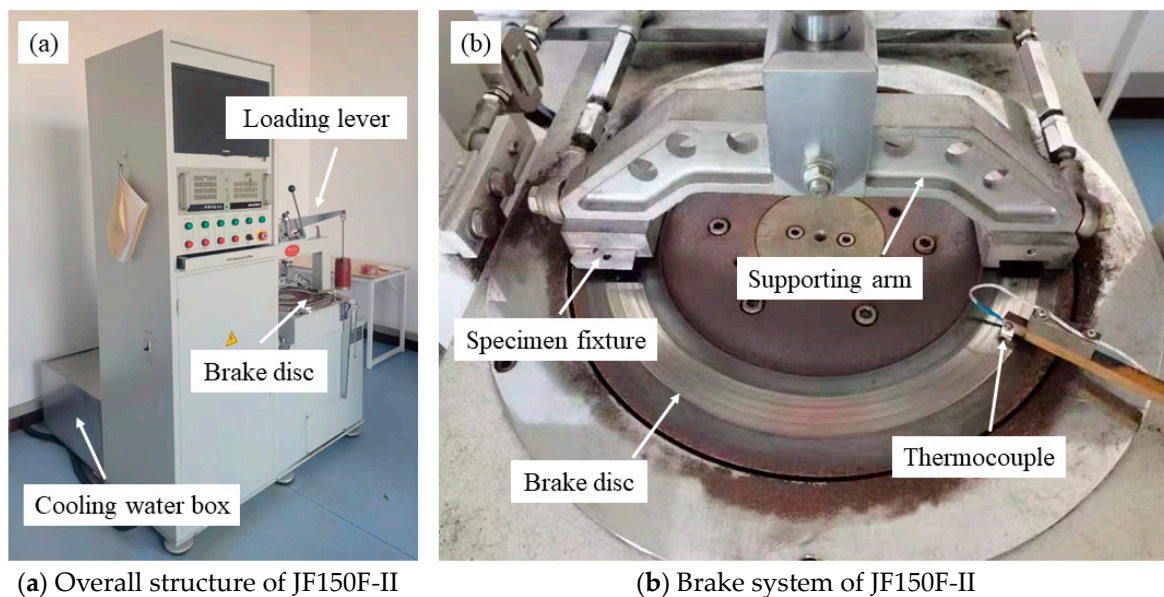 (a)
Loading lever
Brake disc
Cooling water box
(b)
Supporting arm
Specimen fixture
Thermocouple
Brake disc
(a) Overall structure of JF150F-II
(b) Brake system of JF150F-II